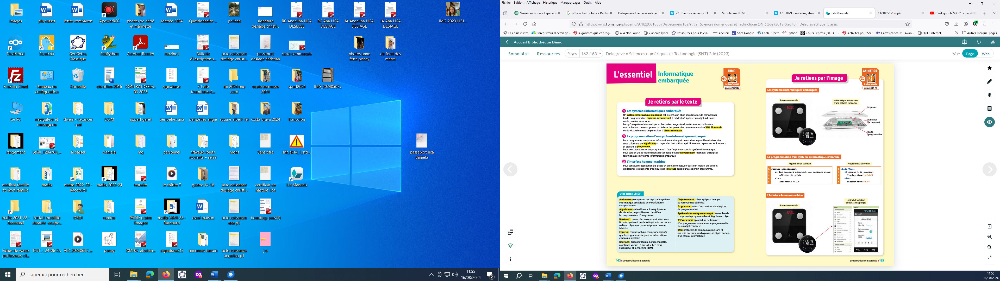 Images
plu cusset
lettre combacon
ApowerREC
photos de dédé et marinette
rentrée 2024
Questionnaire-...
pelican
signature desiage christi...
RC Angelina LICA DESIAGE
RC Ana LICA DESIAGE
IA Angelina LICA DESIAGE
IA Ana LICA DESIAGE
IMG_20231121...
Nextcloud
ScratchJr
GeoGebra Classique
EduPython
Acrobat Reader
mozine1
Bulletin d'inscription s...
acte naissance desiage christi...
passeport desiage christian
carte communale
photos anne fette poney
dé fetet des meres
FileZilla Client
Panneau de configuration
Corbeille
clé office 2016
CONTRATDESIA... 03 2025
signatures
7-Liste fournitures C...
ski 2024 one nord
ecole kermesse 2024
sport2024
IMG_20240507...
Ce PC
navigateur et messagerie
divers - vacances -pal
DCIM
appart garet
peripéties ana
peripéties angie
square albert 1er
costa brava 2024
francoion
rangement
LePal_1284763_...
à classer
daniela
mg
personnel
travaux volets roulants + serre
mons
Sans titre
sifr_ak14_1_std...
passeport lica daniela
medical famille et livret famille
maths
maths 2022-23 - Raccourci
maths 2023-24
retraite
le chiffre 7
guerre 14-18
acte naissance desiage christi...
certificat de nastere lica
Lib Manuels
maths 2021-22 - Raccourci
Forfait mobilité durable_ce.dpe...
ORDI
randos
PADD plaine limagne
maths 2024-25 - Raccourci
essai maison
acte naissance ana p1
boarding-pass(1)
Fiches de voeux professeurs cit...
DDT_-_24-06-2...
VID_20240617_...
poney
202107_etudein...
signatures(1)
annonces terrain
acte naissance angelina p1
j o
Taper ici pour rechercher
11:55
16/08/2024
2
Fichier Édition Affichage Historique Marque-pages Outils Aide
Saisie des notes - Espace P
offre achat notaire - Reche
Delagrave – Exercices interactif
2.1 Clients - serveurs S3 on
Simulateur HTML
4.1 HTML contenus, struct
Lib Manuels
1321855651.mp4
C'est quoi le SEO ? Explicat
https://www.libmanuels.fr/demo/9782206103570/specimen/162/?title=Sciences numériques et Technologie (SNT) 2de (2019)&editor=Delagrave&type=classic
Les plus visités
Enregistreur d'écran gr...
Algorithmique et prog...
404 Not Found
ViaScola Lycée
Ressources pour la cla...
Accueil
Sites Google
EcoleDirecte
Python
Cours Express (2021) - ...
Activités pour SNT
Cartes cadeaux - Avan...
SNT : Internet
Autres marque-pages
Accueil Bibliothèque Démo
Sommaire
Ressources
Pages 162-163
Delagrave • Sciences numériques et Technologie (SNT) 2de (2023)
Vue Page Web
L'essentiel
Informatique
embarquée
AUDIO
Je retiens par le texte
1 Les systèmes informatiques embarqués
Un système informatique embarqué est intégré à un objet sous la forme de composants
(carte programmable, capteurs, actionneurs). Il est destiné à piloter un objet à distance
ou de manière autonome.
Lorsqu'un système informatique embarqué échange des données avec un ordinateur,
une tablette ou un smartphone par le biais des protocoles de communication Wifi, Bluetooth
ou du réseau Internet, on parle alors d'objets connectés.
2 La programmation d'un système informatique embarqué
Pour programmer un système informatique embarqué, on exprime le problème à résoudre
sous la forme d'un algorithme, on repère les instructions spécifiques aux capteurs et actionneurs
et on écrit le programme.
Pour exécuter et tester un programme il faut l'implanter dans le système informatique.
Pour cela on utilise les fonctions de connexion et de téléversement (flashage) du logiciel
fournies avec le système informatique embarqué.
3 L'interface homme-machine
Pour concevoir l'application qui pilote un objet connecté, on utilise un logiciel qui permet
de dessiner les éléments graphiques de l'interface et de leur associer un programme.
VOCABULAIRE
Actionneur : composant qui agit sur le système
informatique embarqué en modifiant son
comportement.
Algorithme : suite d'instructions qui permet
de résoudre un problème ou de définir
le comportement d'un système.
Bluetooth : protocole de communication sans
fil moins puissant que le Wifi qui relie par ondes
radio un objet avec un smartphone ou une
tablette.
Capteur : composant qui envoie une donnée
que le programme du système informatique
embarqué exploite.
Interface : dispositif (écran, boîtier, manette,
assistance vocale...) qui fait le lien entre
l'utilisateur et la machine (IHM).
Objet connecté : objet qui peut envoyer
ou recevoir des données.
Programme : suite d'instructions d'un logiciel
de programmation.
Système informatique embarqué : ensemble de
composants programmables intégrés à un objet.
Téléversement : procédure de transfert
d'un programme vers une carte programmable
ou un objet connecté.
Wifi : protocole de communication sans fil
qui relie par ondes radio plusieurs objets au sein
d'un réseau informatique.
162 ■ L'informatique embarquée
Je retiens par l'image
ANIMATION
Les systèmes informatiques embarqués
Balance connectée
Informatique embarquée
d'une balance connectée
Capteurs
Afficheur
(actionneur)
Carte
programmable
La programmation d'un système informatique embarqué
Algorithme de contrôle
1 répéter indéfiniment
2 si les capteurs détectent une présence alors
3 afficher le poids
4 sinon
5 afficher « 0.0 »
Programme à téléverser
1 while True:
2 if sensor_1.is_pressed:
3 display.show("poids")
4 else:
5 display.show("0.0")
L'interface homme-machine
Balance connectée
Logiciel de création
d'interface graphique
Screen 1
Aujourd'hui
L'informatique embarquée ■ 163
11:55
16/08/2024